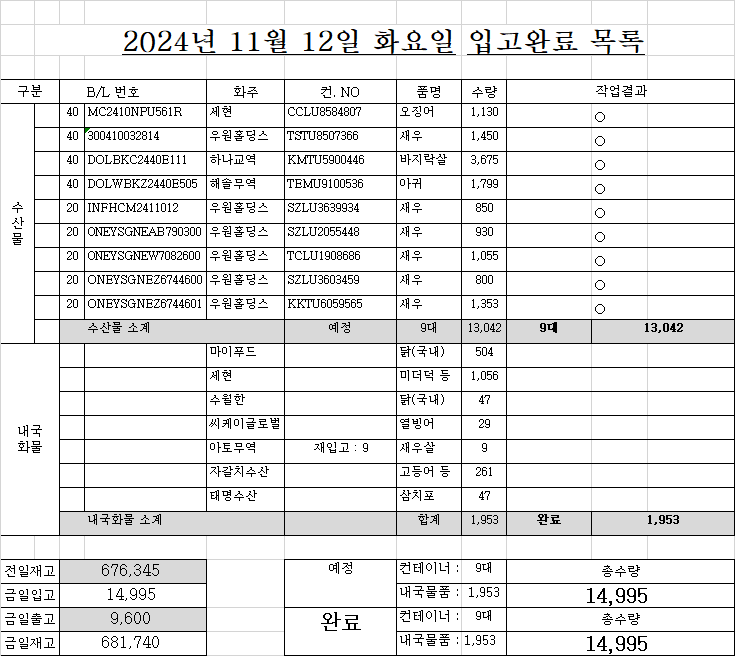 2024년 11월 12일 화요일 입고완료 목록
구분 B/L 번호 화주 컨. NO 품명 수량 작업결과
수산물
40 MC2410NPU561R 세현 CCLU8584807 오징어 1,130 ○
40 300410032814 우원홀딩스 TSTU8507366 새우 1,450 ○
40 DOLBKC2440E111 하나교역 KMTU5900446 바지락살 3,675 ○
40 DOLWBKZ2440E505 해솔무역 TEMU9100536 아귀 1,799 ○
20 INFHCM2411012 우원홀딩스 SZLU3639934 새우 850 ○
20 ONEYSGNEAB790300 우원홀딩스 SZLU2055448 새우 930 ○
20 ONEYSGNEW7082600 우원홀딩스 TCLU1908686 새우 1,055 ○
20 ONEYSGNEZ6744600 우원홀딩스 SZLU3603459 새우 800 ○
20 ONEYSGNEZ6744601 우원홀딩스 KKTU6059565 새우 1,353 ○
수산물 소계 예정 9대 13,042 9대 13,042
내국
화물
마이푸드 닭(국내) 504
세현 미더덕 등 1,056
수월한 닭(국내) 47
씨케이글로벌 열빙어 29
아토무역 재입고 : 9 새우살 9
자갈치수산 고등어 등 261
태명수산 삼치포 47
내국화물 소계 합계 1,953 완료 1,953
전일재고 676,345 예정 컨테이너 : 9대 총수량
금일입고 14,995 내국물품 : 1,953 14,995
금일출고 9,600 완료 컨테이너 : 9대 총수량
금일재고 681,740 내국물품 : 1,953 14,995